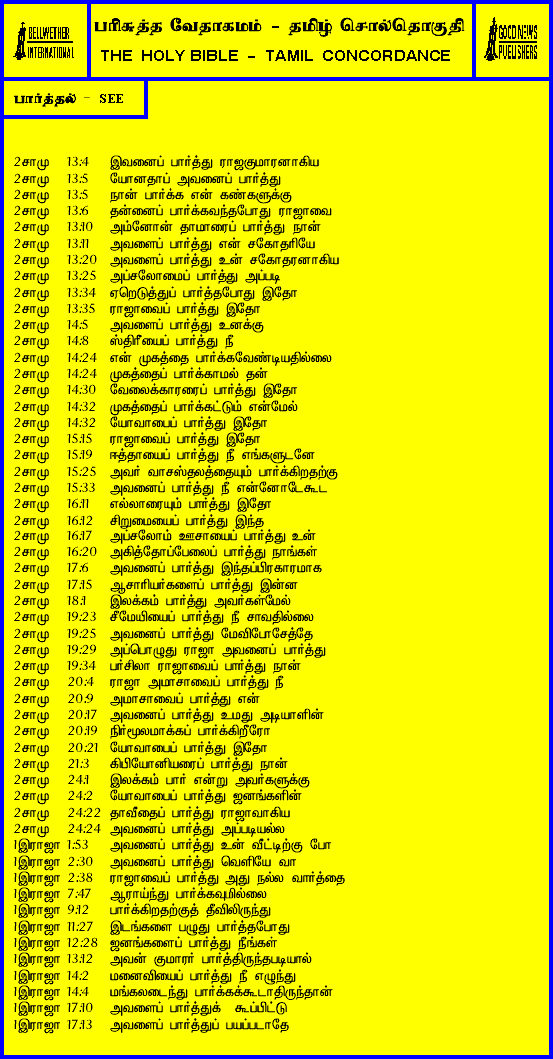 BELLWETHER
INTERNATIONAL
பரிசுத்த வேதாகமம் - தமிழ் சொல்தொகுதி
THE HOLY BIBLE - TAMIL CONCORDANCE
GOOD NEWS
PUBLISHERS
பார்த்தல் - SEE
2சாமு 13:4 இவனைப் பார்த்து ராஜகுமாரனாகிய
2சாமு 13:5 யோனதாப் அவனைப் பார்த்து
2சாமு 13:5 நான் பார்க்க என் கண்களுக்கு
2சாமு 13:6 தன்னைப் பார்க்கவந்தபோது ராஜாவை
2சாமு 13:10 அம்னோன் தாமாரைப் பார்த்து நான்
2சாமு 13:11 அவளைப் பார்த்து என் சகோதரியே
2சாமு 13:20 அவளைப் பார்த்து உன் சகோதரனாகிய
2சாமு 13:25 அப்சலோமைப் பார்த்து அப்படி
2சாமு 13:34 ஏறெடுத்துப் பார்த்தபோது இதோ
2சாமு 13:35 ராஜாவைப் பார்த்து இதோ
2சாமு 14:5 அவளைப் பார்த்து உனக்கு
2சாமு 14:8 ஸ்திரீயைப் பார்த்து நீ
2சாமு 14:24 என் முகத்தை பார்க்கவேண்டியதில்லை
2சாமு 14:24 முகத்தைப் பார்க்காமல் தன்
2சாமு 14:30 வேலைக்காரரைப் பார்த்து இதோ
2சாமு 14:32 முகத்தைப் பார்க்கட்டும் என்மேல்
2சாமு 14:32 யோவாபைப் பார்த்து இதோ
2சாமு 15:15 ராஜாவைப் பார்த்து இதோ
2சாமு 15:19 ஈத்தாயைப் பார்த்து நீ எங்களுடனே
2சாமு 15:25 அவர் வாசஸ்தலத்தையும் பார்க்கிறதற்கு
2சாமு 15:33 அவனைப் பார்த்து நீ என்னோடேகூட
2சாமு 16:11 எல்லாரையும் பார்த்து இதோ
2சாமு 16:12 சிறுமையைப் பார்த்து இந்த
2சாமு 16:17 அப்சலோம் ஊசாயைப் பார்த்து உன்
2சாமு 16:20 அகித்தோப்பேலைப் பார்த்து நாங்கள்
2சாமு 17:6 அவனைப் பார்த்து இந்தப்பிரகாரமாக
2சாமு 17:15 ஆசாரியர்களைப் பார்த்து இன்ன
2சாமு 18:1 இலக்கம் பார்த்து அவர்கள்மேல்
2சாமு 19:23 சீமேயியைப் பார்த்து நீ சாவதில்லை
2சாமு 19:25 அவனைப் பார்த்து மேவிபோசேத்தே
2சாமு 19:29 அப்பொழுது ராஜா அவனைப் பார்த்து
2சாமு 19:34 பர்சிலா ராஜாவைப் பார்த்து நான்
2சாமு 20:4 ராஜா அமாசாவைப் பார்த்து நீ
2சாமு 20:9 அமாசாவைப் பார்த்து என்
2சாமு 20:17 அவனைப் பார்த்து உமது அடியாளின்
2சாமு 20:19 நிர்மூலமாக்கப் பார்க்கிறீரோ
2சாமு 20:21 யோவாபைப் பார்த்து இதோ
2சாமு 21:3 கிபியோனியரைப் பார்த்து நான்
2சாமு 24:1 இலக்கம் பார் என்று அவர்களுக்கு
2சாமு 24:2 யோவாபைப் பார்த்து ஜனங்களின்
2சாமு 24:22 தாவீதைப் பார்த்து ராஜாவாகிய
2சாமு 24:24 அவனைப் பார்த்து அப்படியல்ல
1இராஜா 1:53 அவனைப் பார்த்து உன் வீட்டிற்கு போ
1இராஜா 2:30 அவனைப் பார்த்து வெளியே வா
1இராஜா 2:38 ராஜாவைப் பார்த்து அது நல்ல வார்த்தை
1இராஜா 7:47 ஆராய்ந்து பார்க்கவுமில்லை
1இராஜா 9:12 பார்க்கிறதற்குத் தீவிலிருந்து
1இராஜா 11:27 இடங்களை பழுது பார்த்தபோது
1இராஜா 12:28 ஜனங்களைப் பார்த்து நீங்கள்
1இராஜா 13:12 அவன் குமாரர் பார்த்திருந்தபடியால்
1இராஜா 14:2 மனைவியைப் பார்த்து நீ எழுந்து
1இராஜா 14:4 மங்கலடைந்து பார்க்கக்கூடாதிருந்தான்
1இராஜா 17:10 அவளைப் பார்த்துக் கூப்பிட்டு
1இராஜா 17:13 அவளைப் பார்த்துப் பயப்படாதே